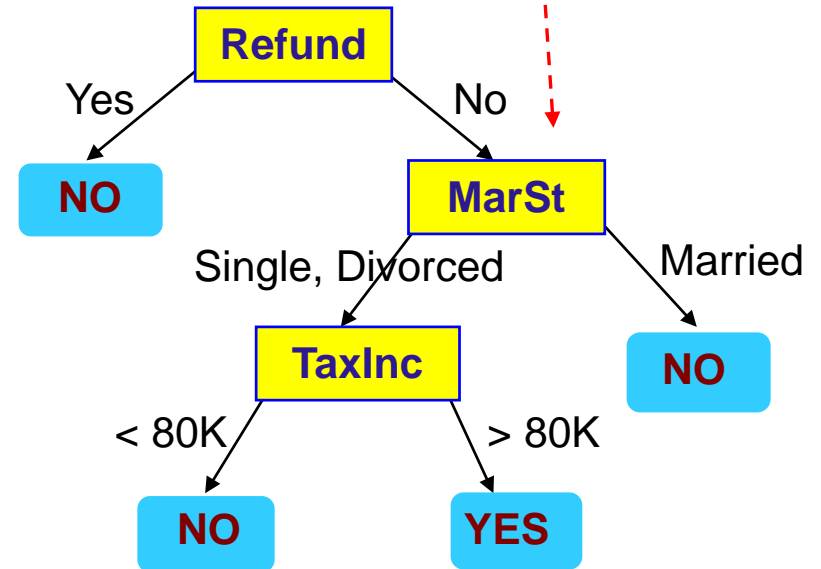 Refund
Yes
No
NO
MarSt
Single, Divorced
Married
TaxInc
NO
< 80K
> 80K
NO
YES